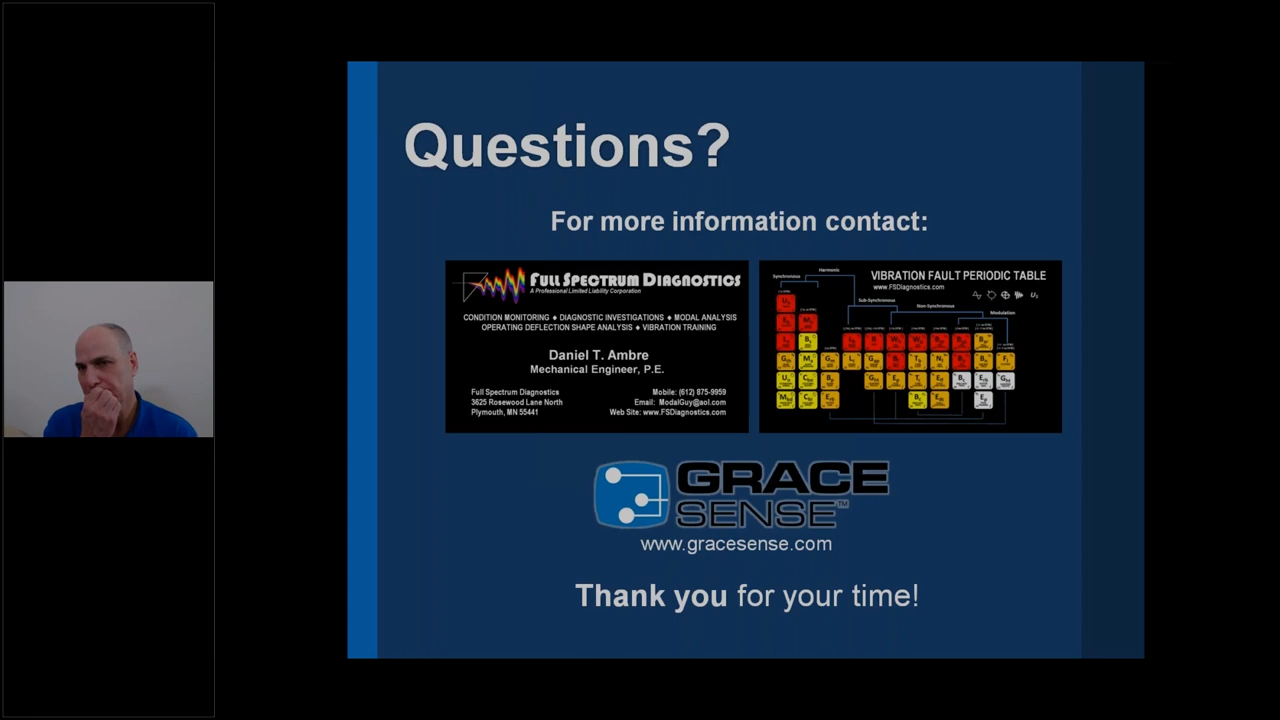 Questions?
For more information contact:
FULL SPECTRUM DIAGNOSTICS
A Professional Limited Liability Corporation
CONDITION MONITORING ♦ DIAGNOSTIC INVESTIGATIONS ♦ MODAL ANALYSIS
OPERATING DEFLECTION SHAPE ANALYSIS ♦ VIBRATION TRAINING
Daniel T. Ambre
Mechanical Engineer, P.E.
Full Spectrum Diagnostics
3625 Rosewood Lane North
Plymouth, MN 55441
Mobile: (612) 875-9959
Email: ModalGuy@aol.com
Web Site: www.FSDiagnostics.com
VIBRATION FAULT PERIODIC TABLE
www.FSDiagnostics.com
Synchronous
Harmonic
Sub-Synchronous
Non-Synchronous
Modulation
GRACE
SENSE™
www.gracesense.com
Thank you for your time!